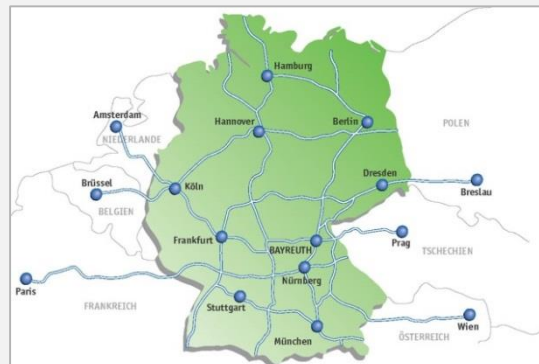 Hamburg
Amsterdam
NIEDERLANDE
Hannover
Berlin
POLEN
Köln
Dresden
Brüssel
BELGIEN
Breslau
Frankfurt
BAYREUTH
Prag
TSCHECHIEN
Nürnberg
Paris
FRANKREICH
Stuttgart
München
ÖSTERREICH
Wien